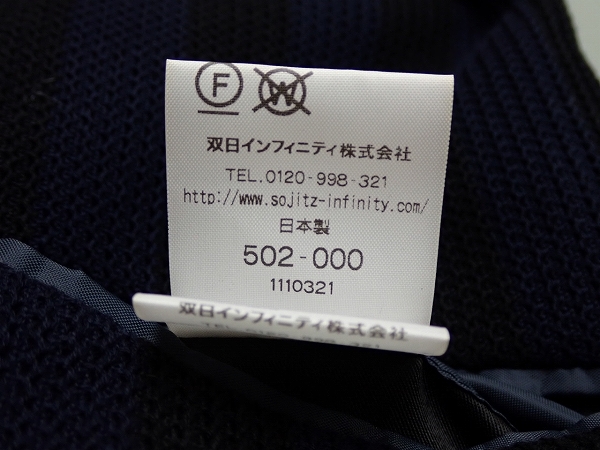 F W
双日インフィニティ株式会社
TEL.0120-998-321
http://www.sojitz-infinity.com/
日本製
502-000
1110321
双日インフィニティ株式会社